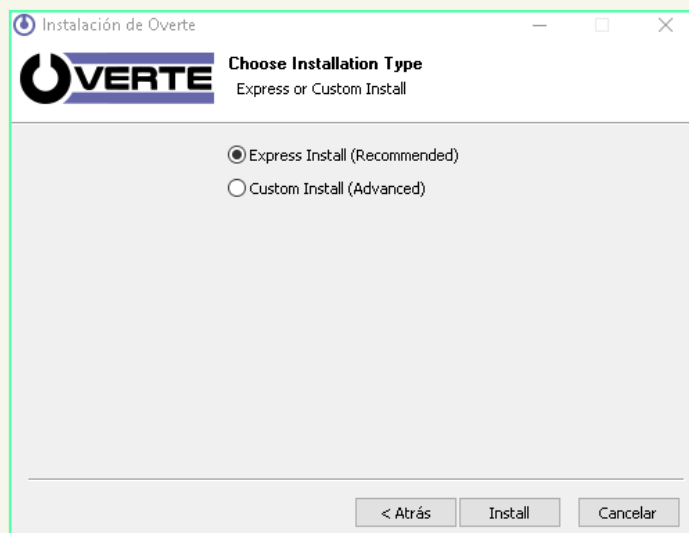 Instalación de Overte
OVERTE
Choose Installation Type
Express or Custom Install
Express Install (Recommended)
Custom Install (Advanced)
< Atrás
Install
Cancelar